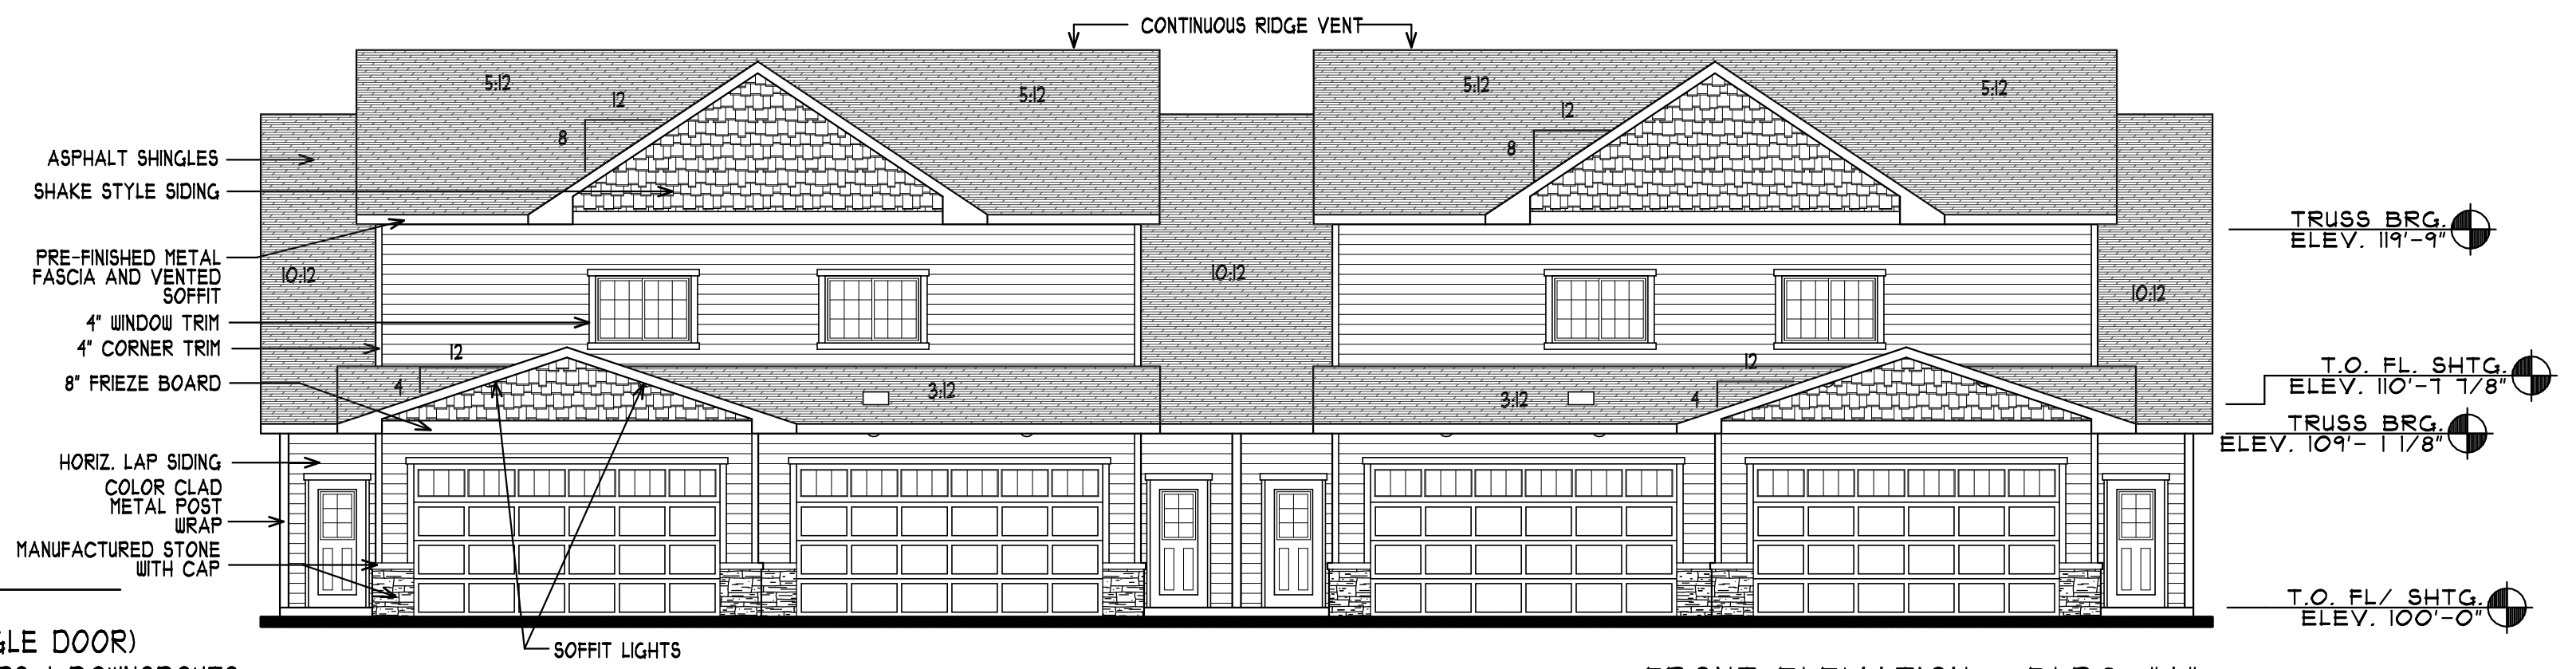 CONTINUOUS RIDGE VENT
5:12
12
8
5:12
5:12
12
8
5:12
ASPHALT SHINGLES
SHAKE STYLE SIDING
PRE-FINISHED METAL
FASCIA AND VENTED
SOFFIT
10:12
10:12
10:12
4" WINDOW TRIM
4" CORNER TRIM
8" FRIEZE BOARD
12
4
3:12
3:12
12
4
HORIZ. LAP SIDING
COLOR CLAD
METAL POST
WRAP
MANUFACTURED STONE
WITH CAP
SOFFIT LIGHTS
TRUSS BRG.
ELEV. 119'-9"
T.O. FL. SHTG.
ELEV. 110'-7 7/8"
TRUSS BRG.
ELEV. 109'- 1 1/8"
T.O. FL/ SHTG.
ELEV. 100'-0"
GLE DOOR)